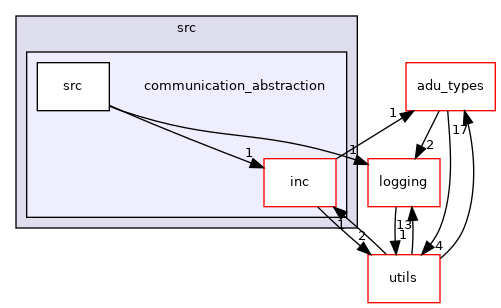 src
src
communication_abstraction
adu_types
1
17
2
1
1
inc
logging
13
1
1
2
4
utils